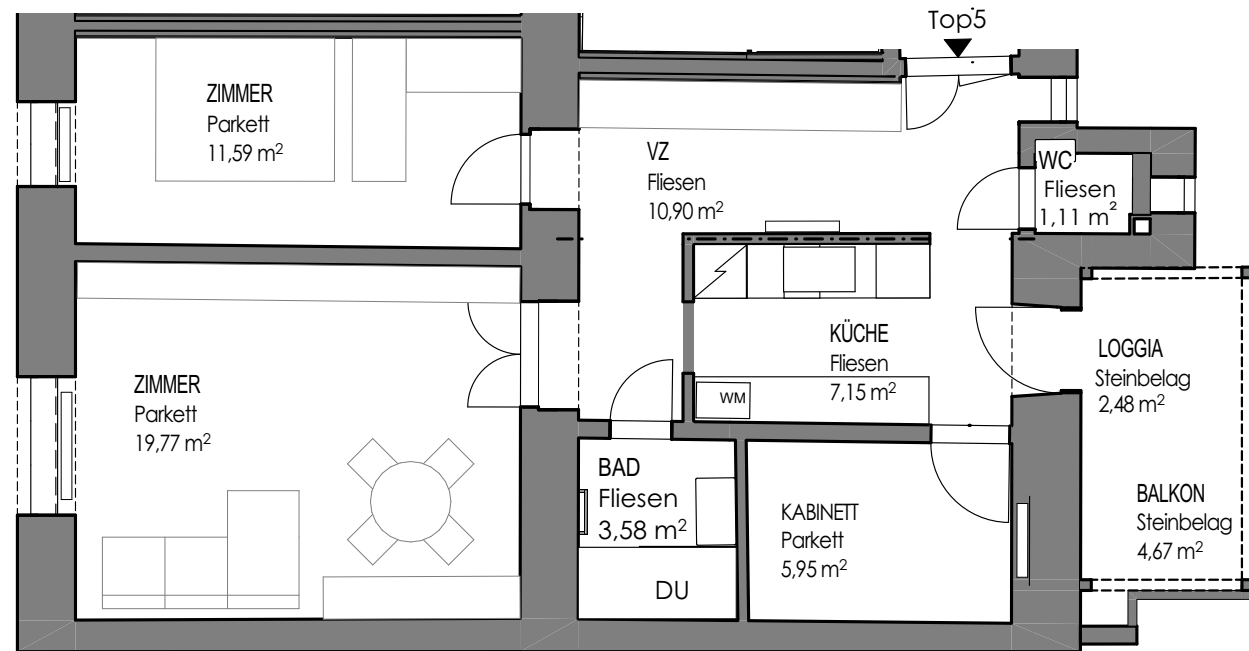 Top5
ZIMMER
Parkett
11,59 m²
VZ
Fliesen
10,90 m²
WC
Fliesen
1,11 m²
KÜCHE
Fliesen
7,15 m²
WM
LOGGIA
Steinbelag
2,48 m²
ZIMMER
Parkett
19,77 m²
BAD
Fliesen
3,58 m²
DU
KABINETT
Parkett
5,95 m²
BALKON
Steinbelag
4,67 m²